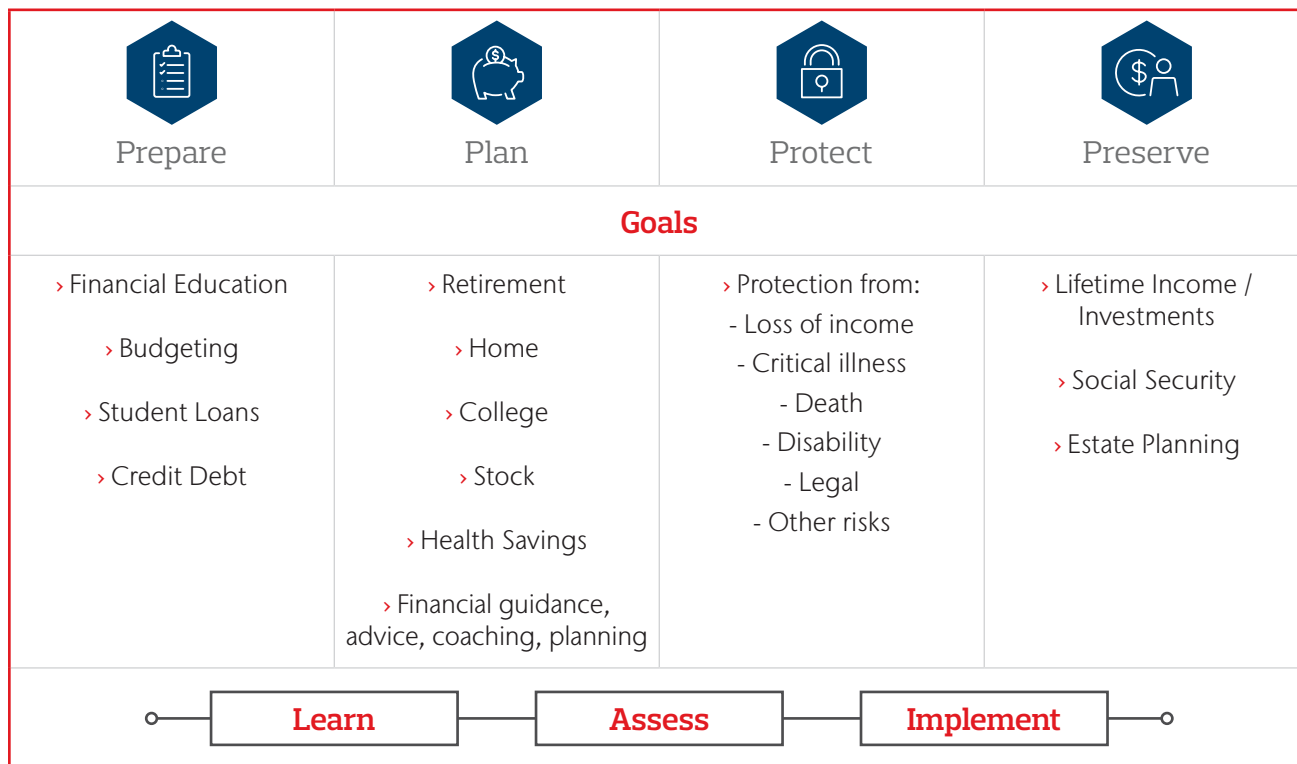 Prepare
Plan
Protect
Preserve
Goals
› Financial Education
› Budgeting
› Student Loans
› Credit Debt
› Retirement
› Home
› College
› Stock
› Health Savings
› Financial guidance,
advice, coaching, planning
› Protection from:
- Loss of income
- Critical illness
- Death
- Disability
- Legal
- Other risks
› Lifetime Income /
Investments
› Social Security
› Estate Planning
Learn
Assess
Implement